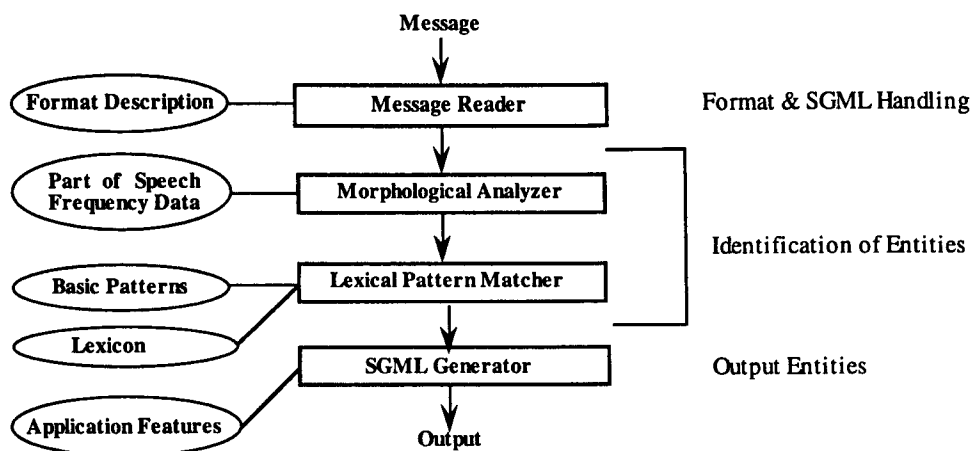 Message
Format Description
Message Reader
Format & SGML Handling
Part of Speech
Frequency Data
Morphological Analyzer
Identification of Entities
Basic Patterns
Lexical Pattern Matcher
Lexicon
SGML Generator
Output Entities
Application Features
Output